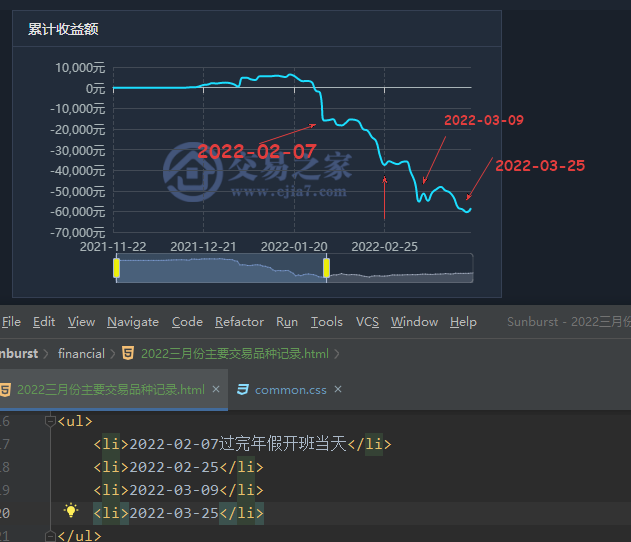 累计收益额
10,000元
0元
-10,000元
-20,000元
-30,000元
-40,000元
-50,000元
-60,000元
-70,000元
2022-02-07
2022-03-09
2022-03-25
交易之家
www.cjia7.com
2021-11-22 2021-12-21 2022-01-20 2022-02-25
File Edit View Navigate Code Refactor Run Tools VCS Window Help Sunburst - 2022三月份
nburst financial 2022三月份主要交易品种记录.html
2022三月份主要交易品种记录.html × common.css ×
16 <ul>
17 <li>2022-02-07过完年假开班当天</li>
18 <li>2022-02-25</li>
19 <li>2022-03-09</li>
20 <li>2022-03-25</li>
21 </ul>